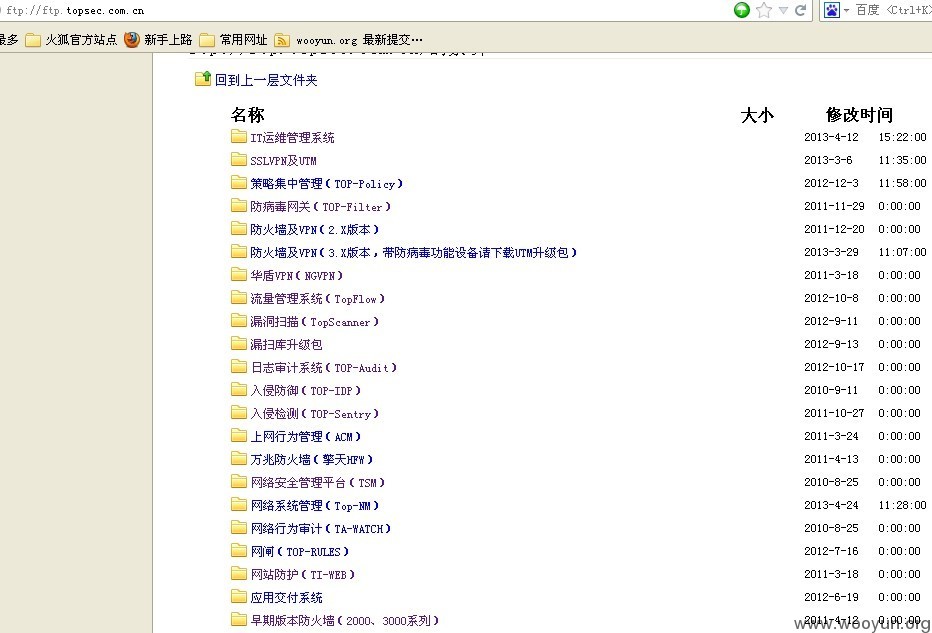 ftp://ftp.topsec.com.cn
百度 <Ctrl+K>
最多 火狐官方站点 新手上路 常用网址 wooyun.org 最新提交…
回到上一层文件夹
名称 大小 修改时间
IT运维管理系统 2013-4-12 15:22:00
SSLVPN及UTM 2013-3-6 11:35:00
策略集中管理(TOP-Policy) 2012-12-3 11:58:00
防病毒网关(TOP-Filter) 2011-11-29 0:00:00
防火墙及VPN(2.X版本) 2011-12-20 0:00:00
防火墙及VPN(3.X版本,带防病毒功能设备请下载UTM升级包) 2013-3-29 11:07:00
华盾VPN(NGVPN) 2011-3-18 0:00:00
流量管理系统(TopFlow) 2012-10-8 0:00:00
漏洞扫描(TopScanner) 2012-9-11 0:00:00
漏扫库升级包 2012-9-13 0:00:00
日志审计系统(TOP-Audit) 2012-10-17 0:00:00
入侵防御(TOP-IDP) 2010-9-11 0:00:00
入侵检测(TOP-Sentry) 2011-10-27 0:00:00
上网行为管理(ACM) 2011-3-24 0:00:00
万兆防火墙(擎天HFW) 2011-4-13 0:00:00
网络安全管理平台(TSM) 2010-8-25 0:00:00
网络系统管理(Top-NM) 2013-4-24 11:28:00
网络行为审计(TA-WATCH) 2010-8-25 0:00:00
网闸(TOP-RULES) 2012-7-16 0:00:00
网站防护(TI-WEB) 2011-3-18 0:00:00
应用交付系统 2012-6-19 0:00:00
早期版本防火墙(2000、3000系列) 2011-4-12 0:00:00
www.wooyun.org